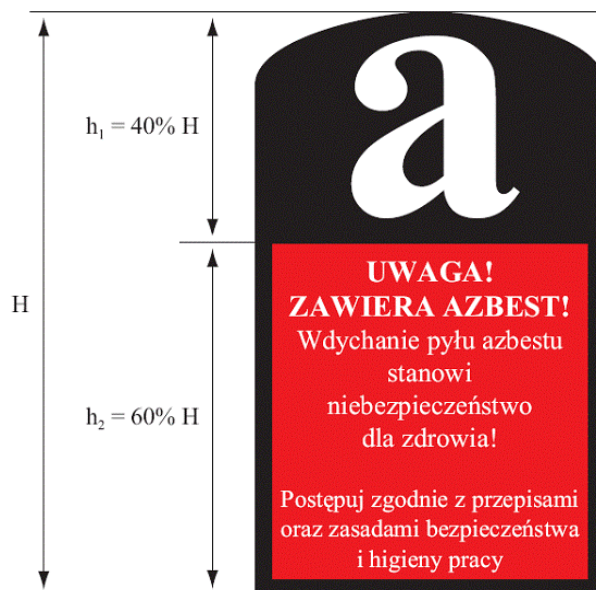 h₁ = 40% H
a
H
h₂ = 60% H
UWAGA!
ZAWIERA AZBEST!
Wdychanie pyłu azbestu
stanowi
niebezpieczeństwo
dla zdrowia!
Postępuj zgodnie z przepisami
oraz zasadami bezpieczeństwa
i higieny pracy